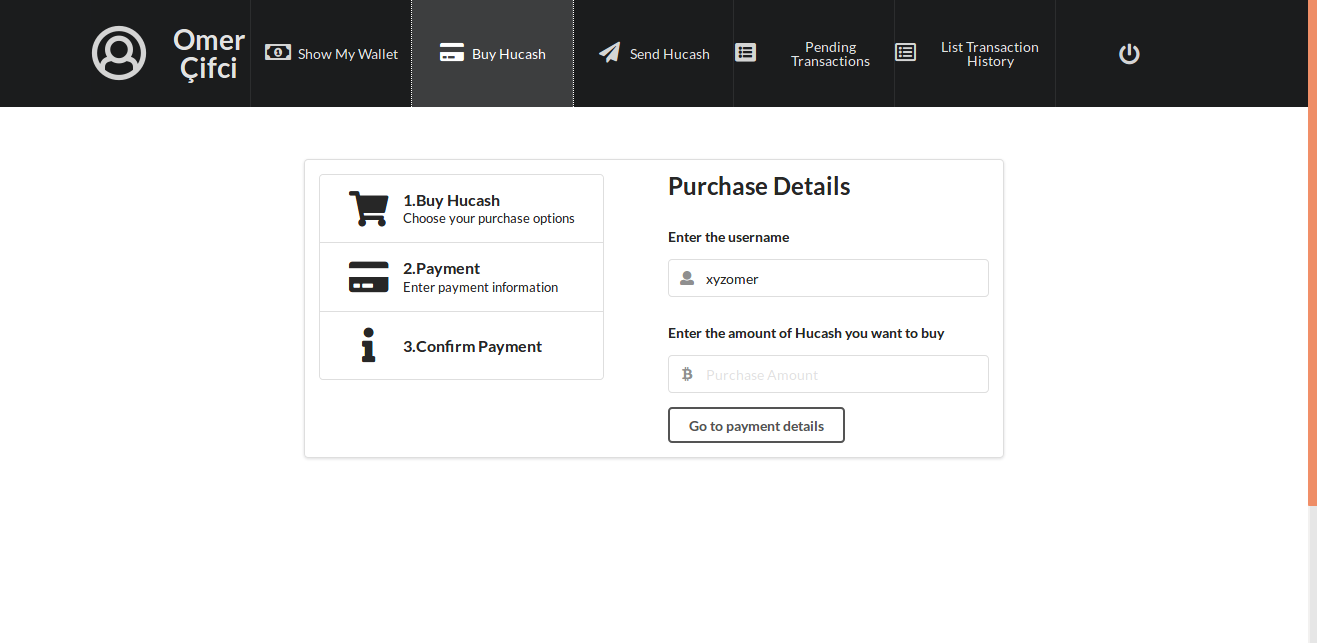 Omer
Çifci
Show My Wallet
Buy Hucash
Send Hucash
Pending
Transactions
List Transaction
History
1.Buy Hucash
Choose your purchase options
2.Payment
Enter payment information
3.Confirm Payment
Purchase Details
Enter the username
xyzomer
Enter the amount of Hucash you want to buy
Purchase Amount
Go to payment details